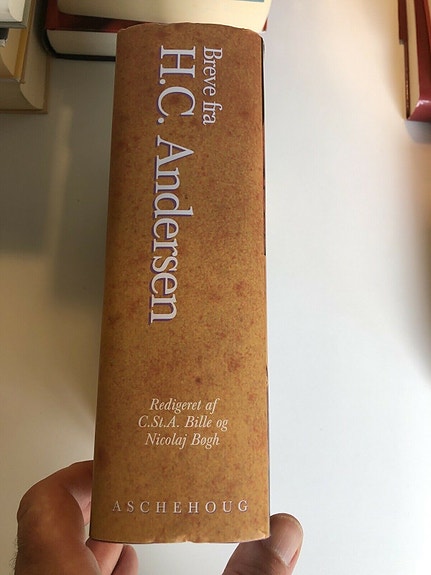 Breve fra
H.C. Andersen
Redigeret af
C.St.A. Bille og
Nicolaj Bøgh
ASCHEHOUG